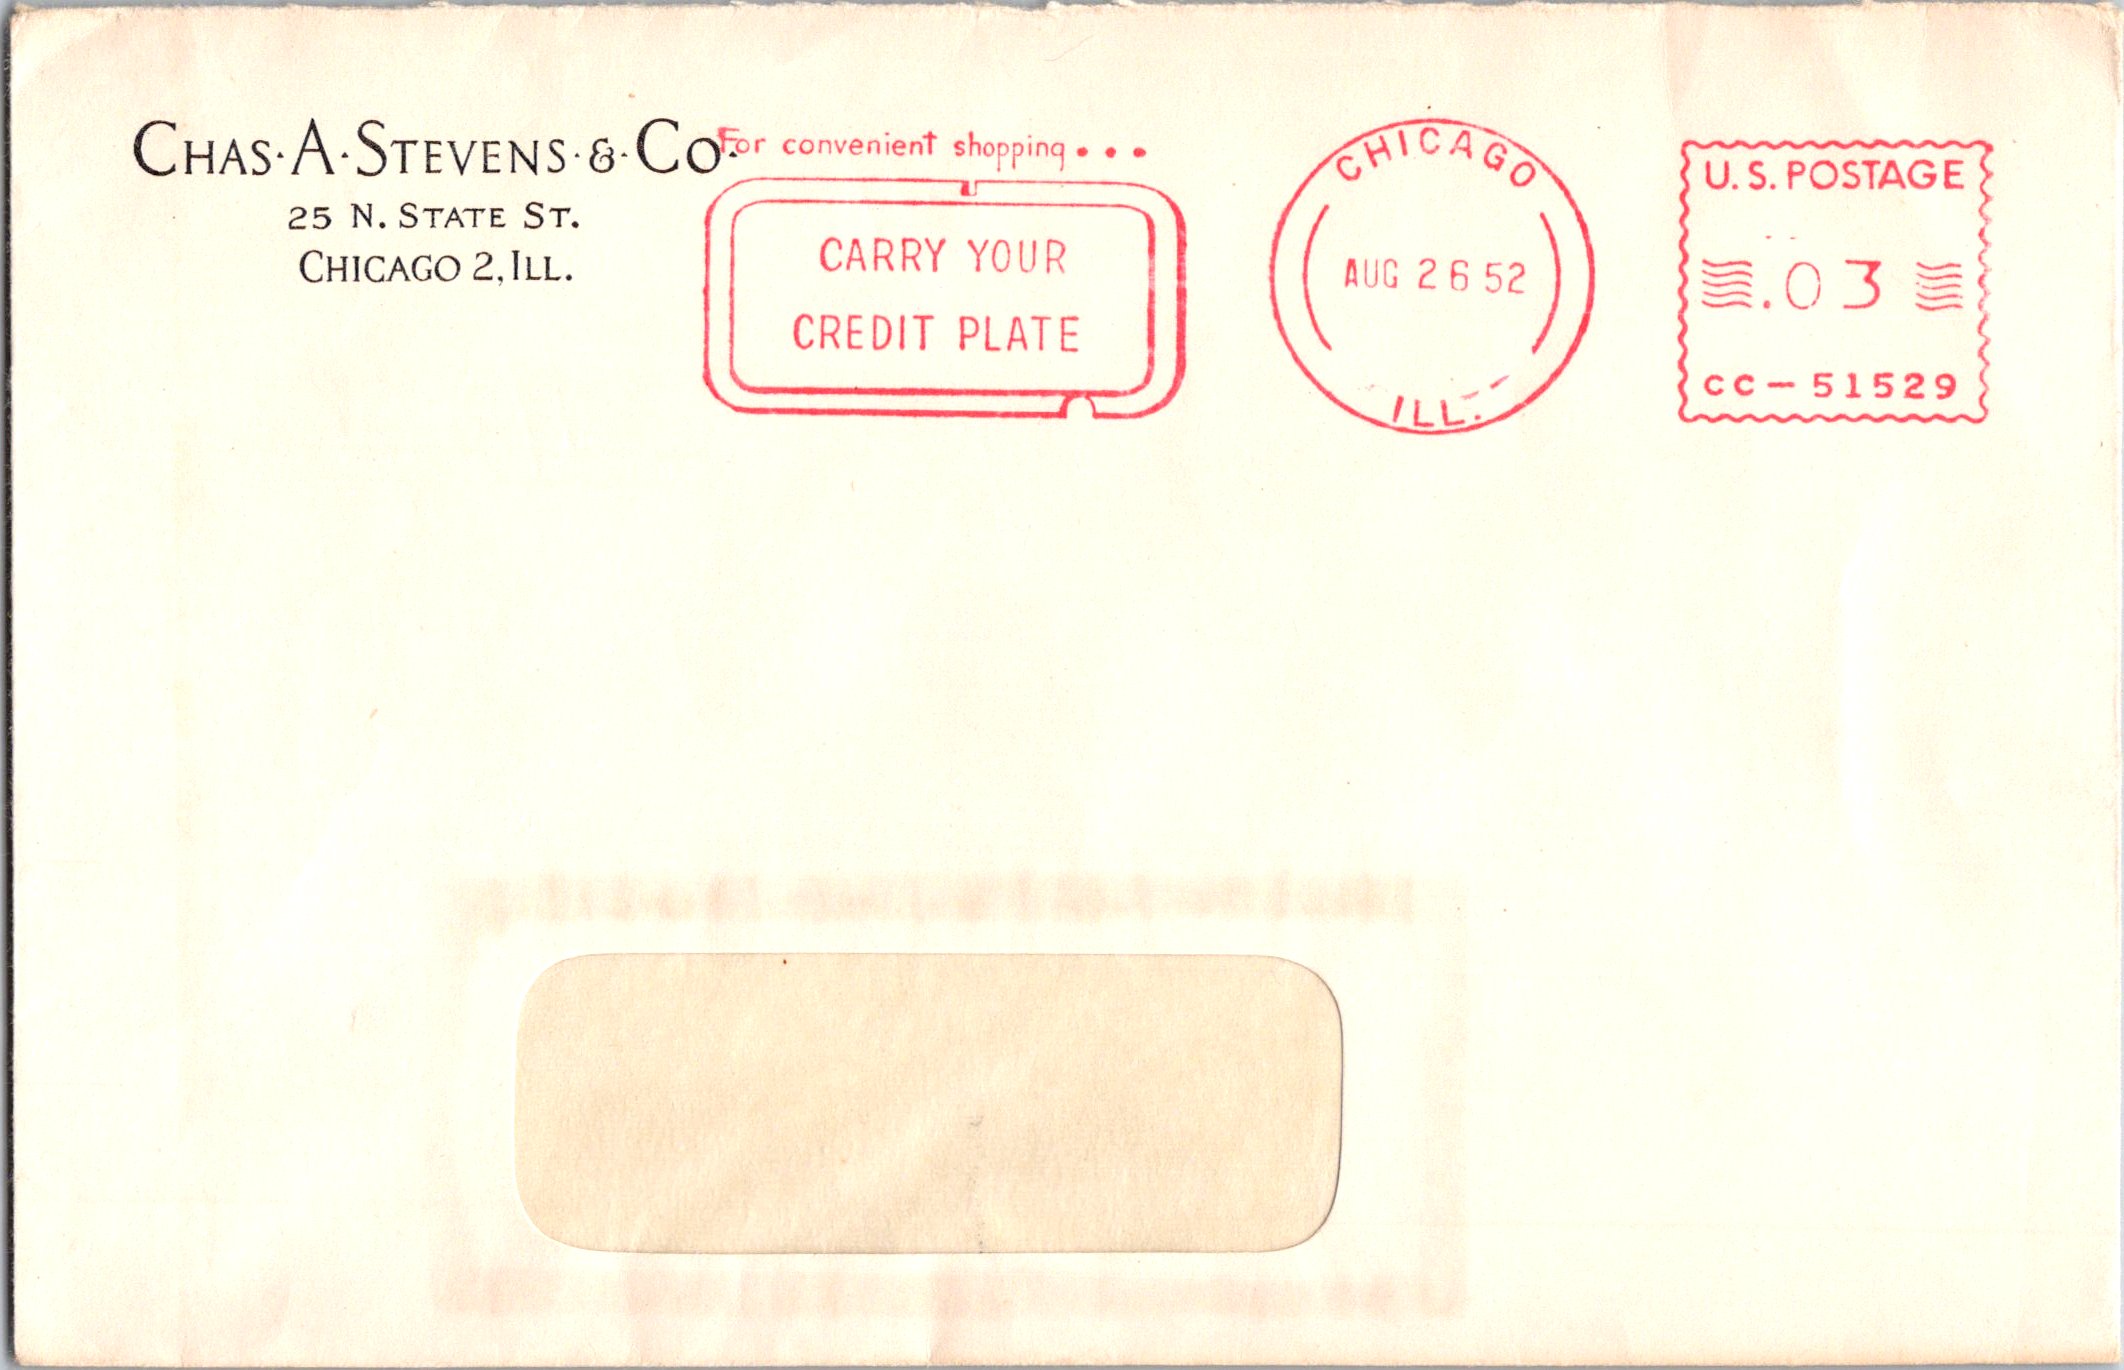 CHAS·A·STEVENS·&·CO.
25 N. STATE ST.
CHICAGO 2, ILL.
For convenient shopping...
CARRY YOUR
CREDIT PLATE
CHICAGO
AUG 26 52
ILL.
U.S. POSTAGE
.03
CC-51529